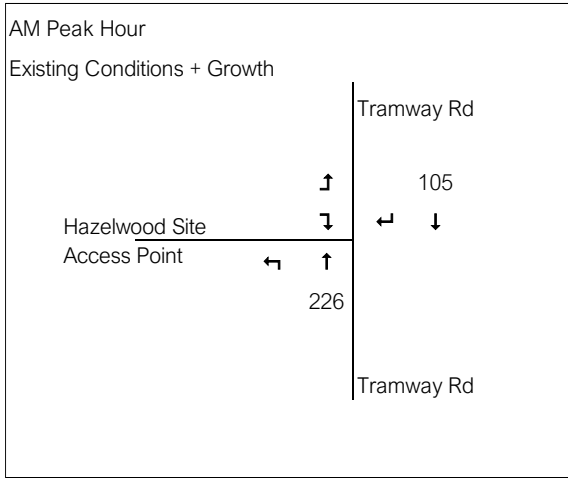 AM Peak Hour
Existing Conditions + Growth
Tramway Rd
105
Hazelwood Site
Access Point
226
Tramway Rd